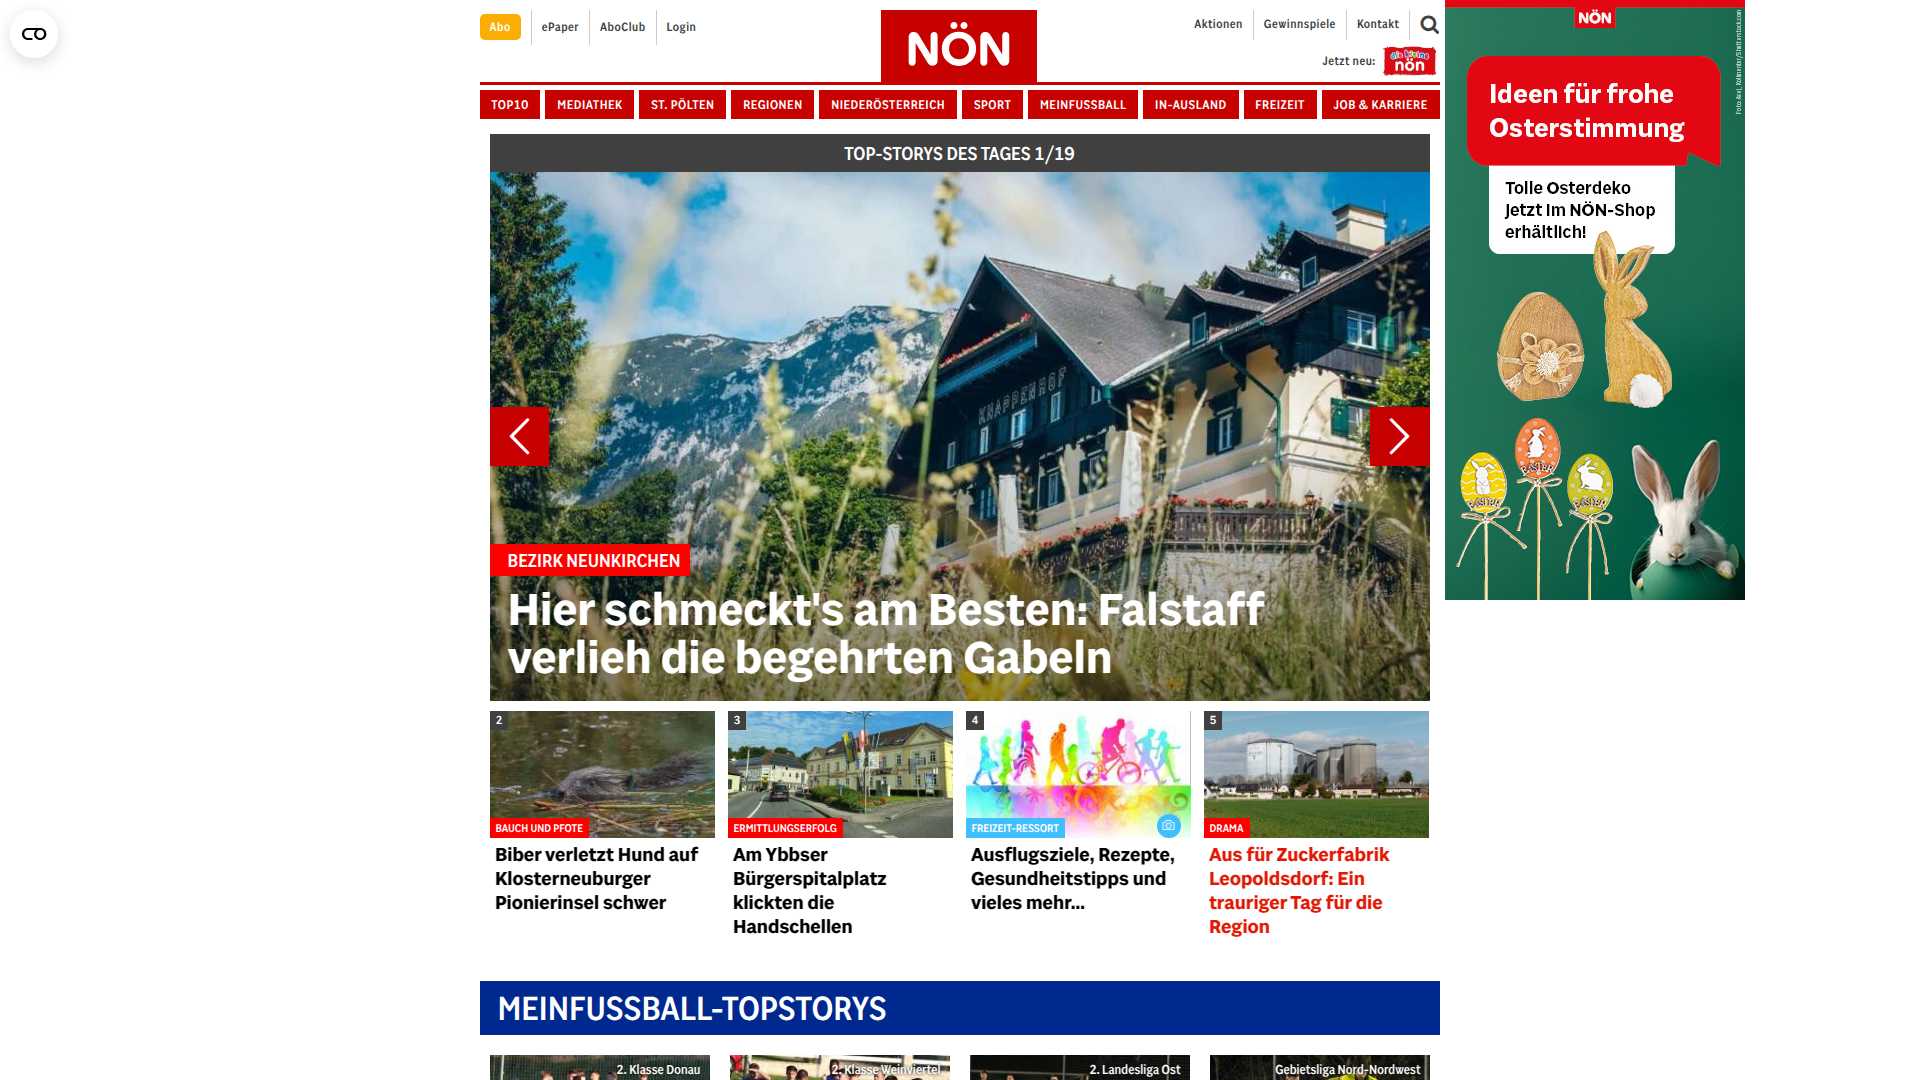 Abo
ePaper
AboClub
Login
NÖN
Aktionen
Gewinnspiele
Kontakt
Jetzt neu:
nön
TOP10
MEDIATHEK
ST. PÖLTEN
REGIONEN
NIEDERÖSTERREICH
SPORT
MEINFUSSBALL
IN-AUSLAND
FREIZEIT
JOB & KARRIERE
TOP-STORYS DES TAGES 1/19
KNAPPENHOF
BEZIRK NEUNKIRCHEN
Hier schmeckt's am Besten: Falstaff
verlieh die begehrten Gabeln
2
BAUCH UND PFOTE
Biber verletzt Hund auf
Klosterneuburger
Pionierinsel schwer
3
ERMITTLUNGSERFOLG
Am Ybbser
Bürgerspitalplatz
klickten die
Handschellen
4
FREIZEIT-RESSORT
Ausflugsziele, Rezepte,
Gesundheitstipps und
vieles mehr...
5
DRAMA
Aus für Zuckerfabrik
Leopoldsdorf: Ein
trauriger Tag für die
Region
MEINFUSSBALL-TOPSTORYS
2. Klasse Donau
2. Klasse Weinviertel
2. Landesliga Ost
Gebietsliga Nord-Nordwest
NÖN
Ideen für frohe
Osterstimmung
Tolle Osterdeko
jetzt im NÖN-Shop
erhältlich!
EASTER
EASTER
EASTER